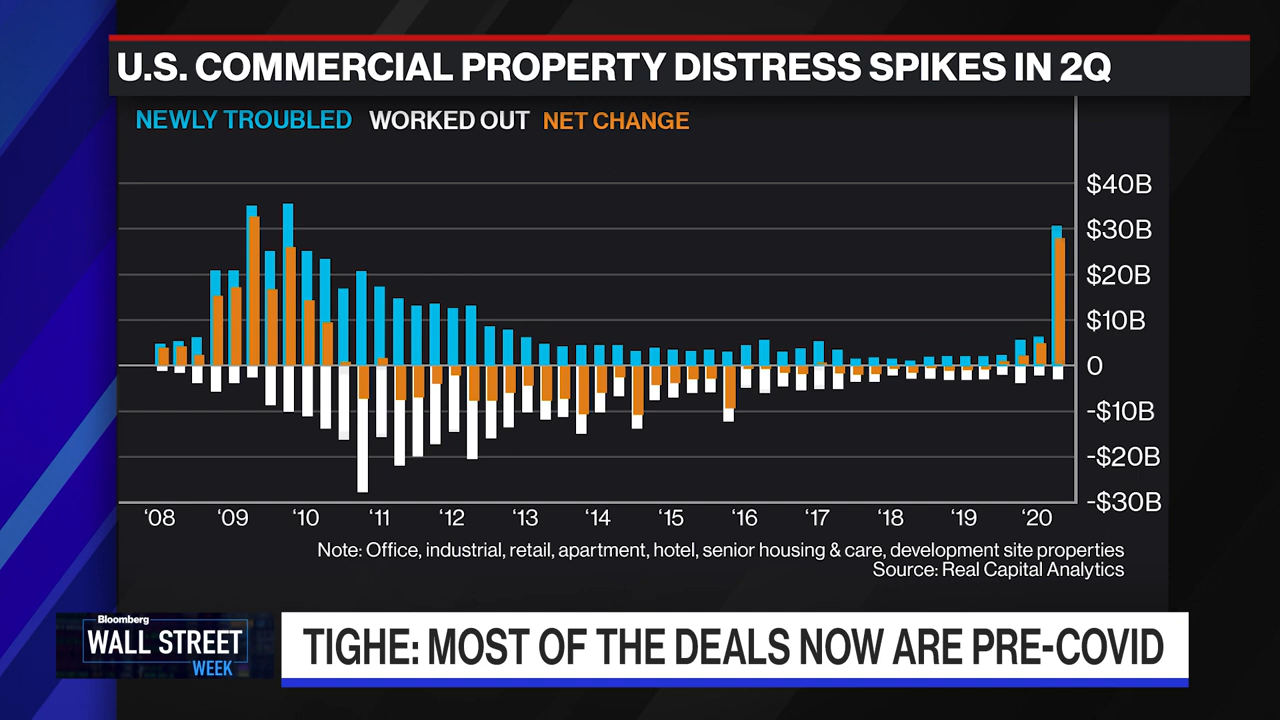 U.S. COMMERCIAL PROPERTY DISTRESS SPIKES IN 2Q
NEWLY TROUBLED WORKED OUT NET CHANGE
$40B
$30B
$20B
$10B
0
-$10B
-$20B
-$30B
‘08 ‘09 ‘10 ‘11 ‘12 ‘13 ‘14 ‘15 ‘16 ‘17 ‘18 ‘19 ‘20
Note: Office, industrial, retail, apartment, hotel, senior housing & care, development site properties
Source: Real Capital Analytics
Bloomberg
WALL STREET
WEEK
TIGHE: MOST OF THE DEALS NOW ARE PRE-COVID